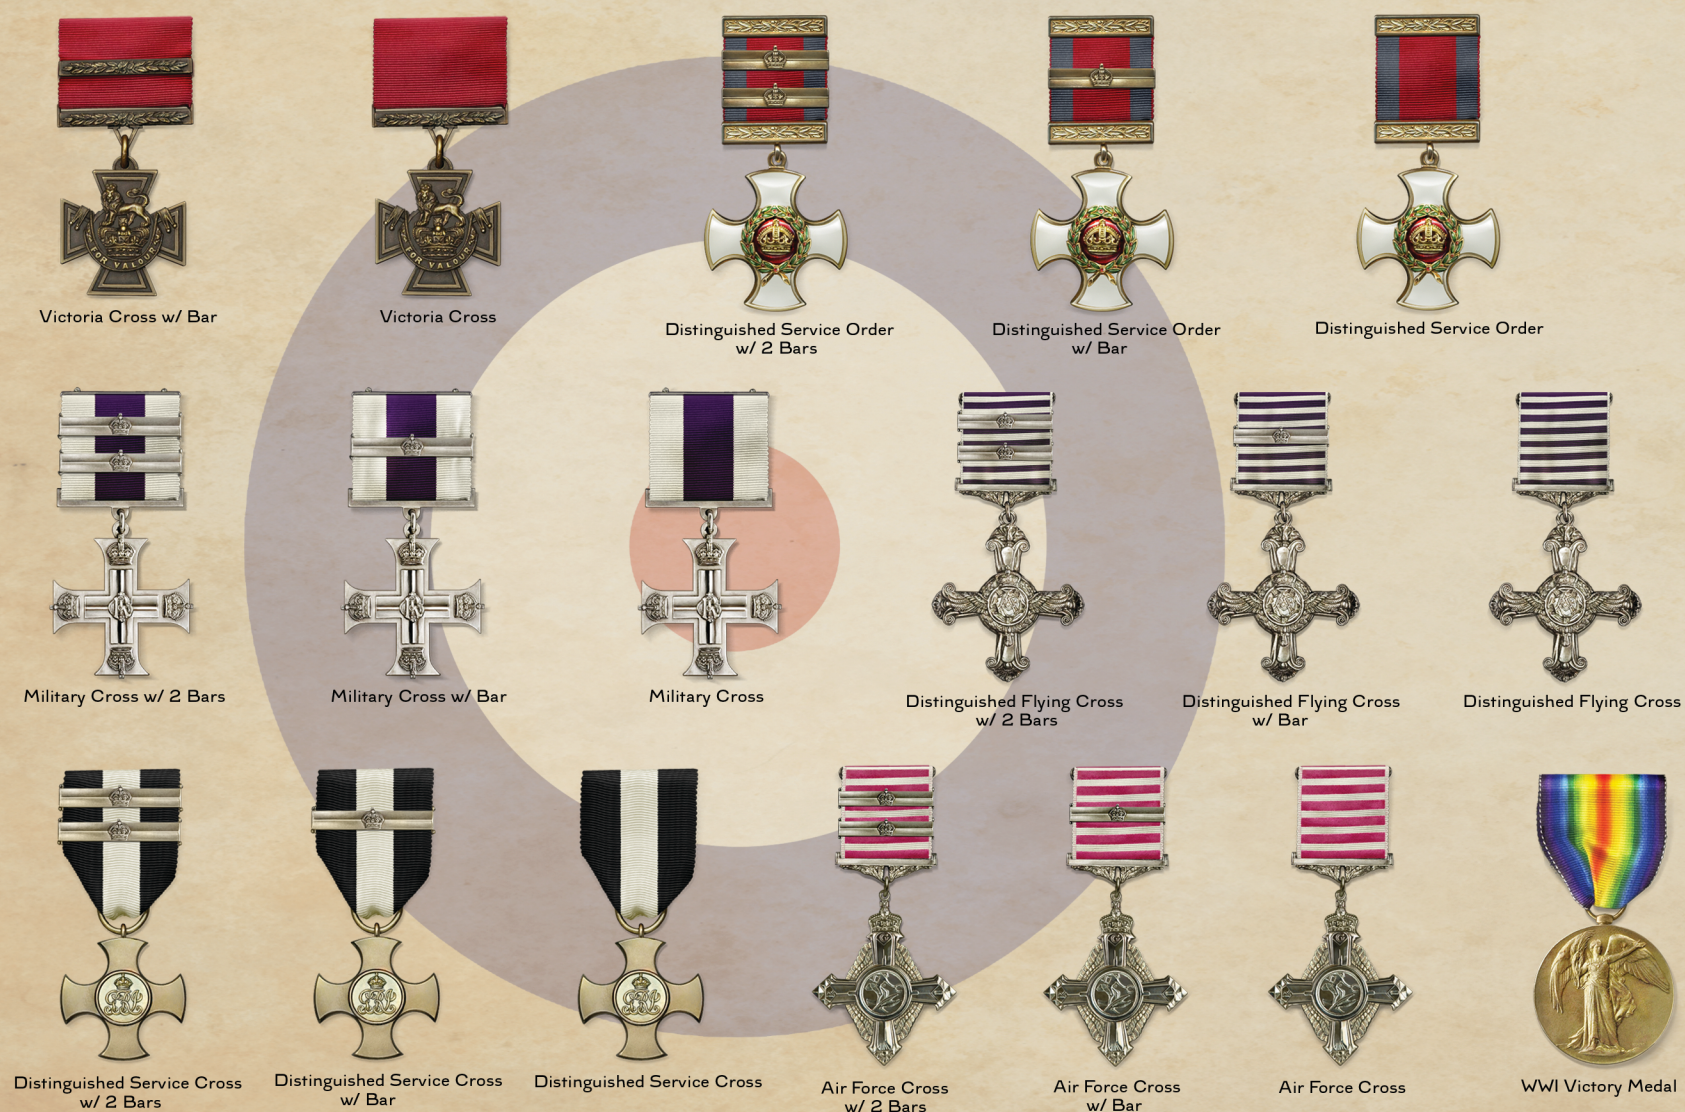 FOR VALOUR
FOR VALOUR
Victoria Cross w/ Bar
Victoria Cross
Distinguished Service Order
w/ 2 Bars
Distinguished Service Order
w/ Bar
Distinguished Service Order
Military Cross w/ 2 Bars
Military Cross w/ Bar
Military Cross
Distinguished Flying Cross
w/ 2 Bars
Distinguished Flying Cross
w/ Bar
Distinguished Flying Cross
Distinguished Service Cross
w/ 2 Bars
Distinguished Service Cross
w/ Bar
Distinguished Service Cross
Air Force Cross
w/ 2 Bars
Air Force Cross
w/ Bar
Air Force Cross
WWI Victory Medal